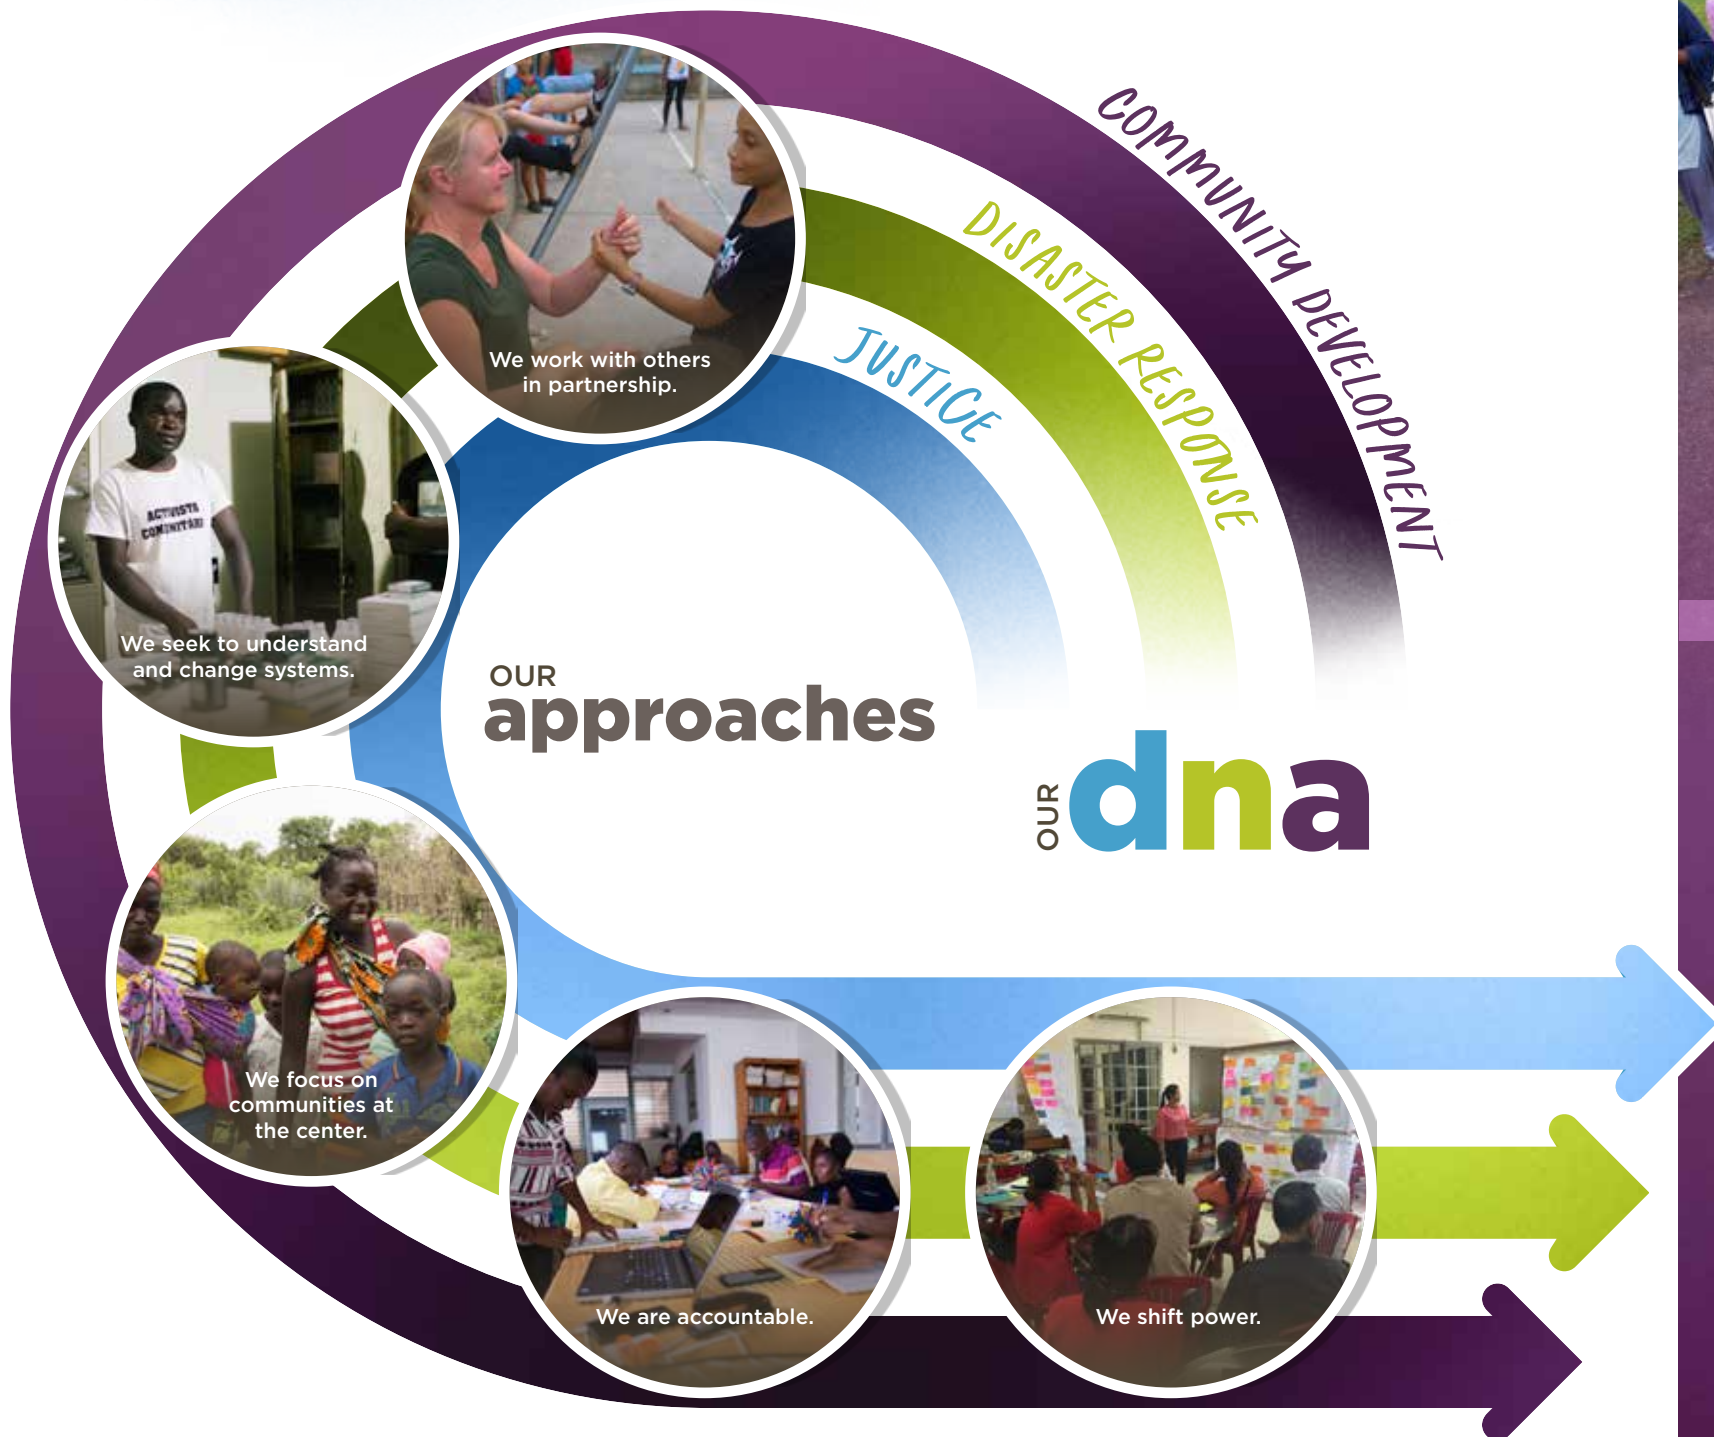 COMMUNITY DEVELOPMENT
DISASTER RESPONSE
JUSTICE
We work with others
in partnership.
ACTIVISTA
We seek to understand
and change systems.
OUR
approaches
OUR dna
We focus on
communities at
the center.
We are accountable.
We shift power.